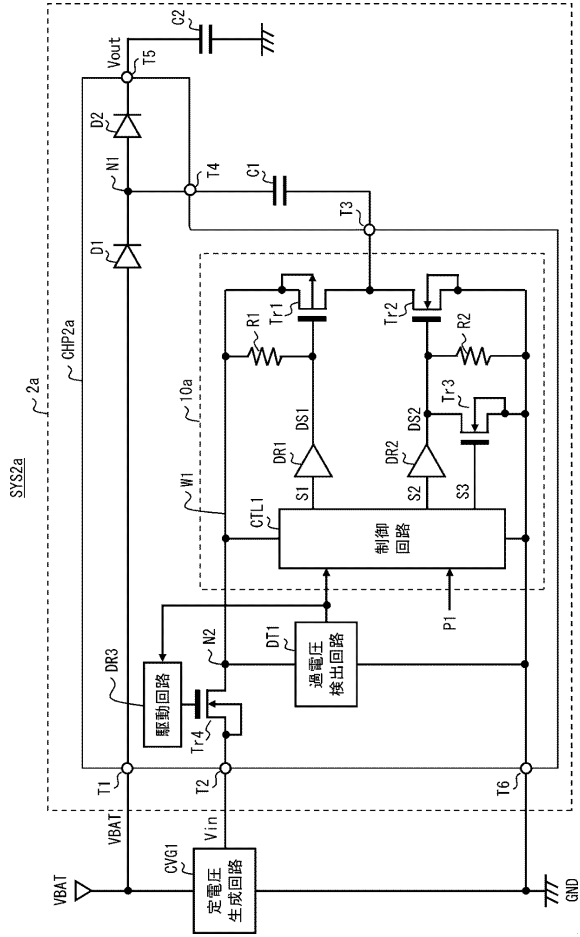 SYS2a
2a
CHP2a
VBAT
VBAT
T1
D1
N1
D2
Vout
T5
C2
T4
C1
T3
CVG1
定電圧
生成回路
Vin
T2
DR3
駆動回路
Tr4
N2
W1
10a
DT1
過電圧
検出回路
CTL1
制御
回路
P1
S1
DR1
DS1
R1
Tr1
S2
DR2
DS2
S3
Tr3
R2
Tr2
T6
GND